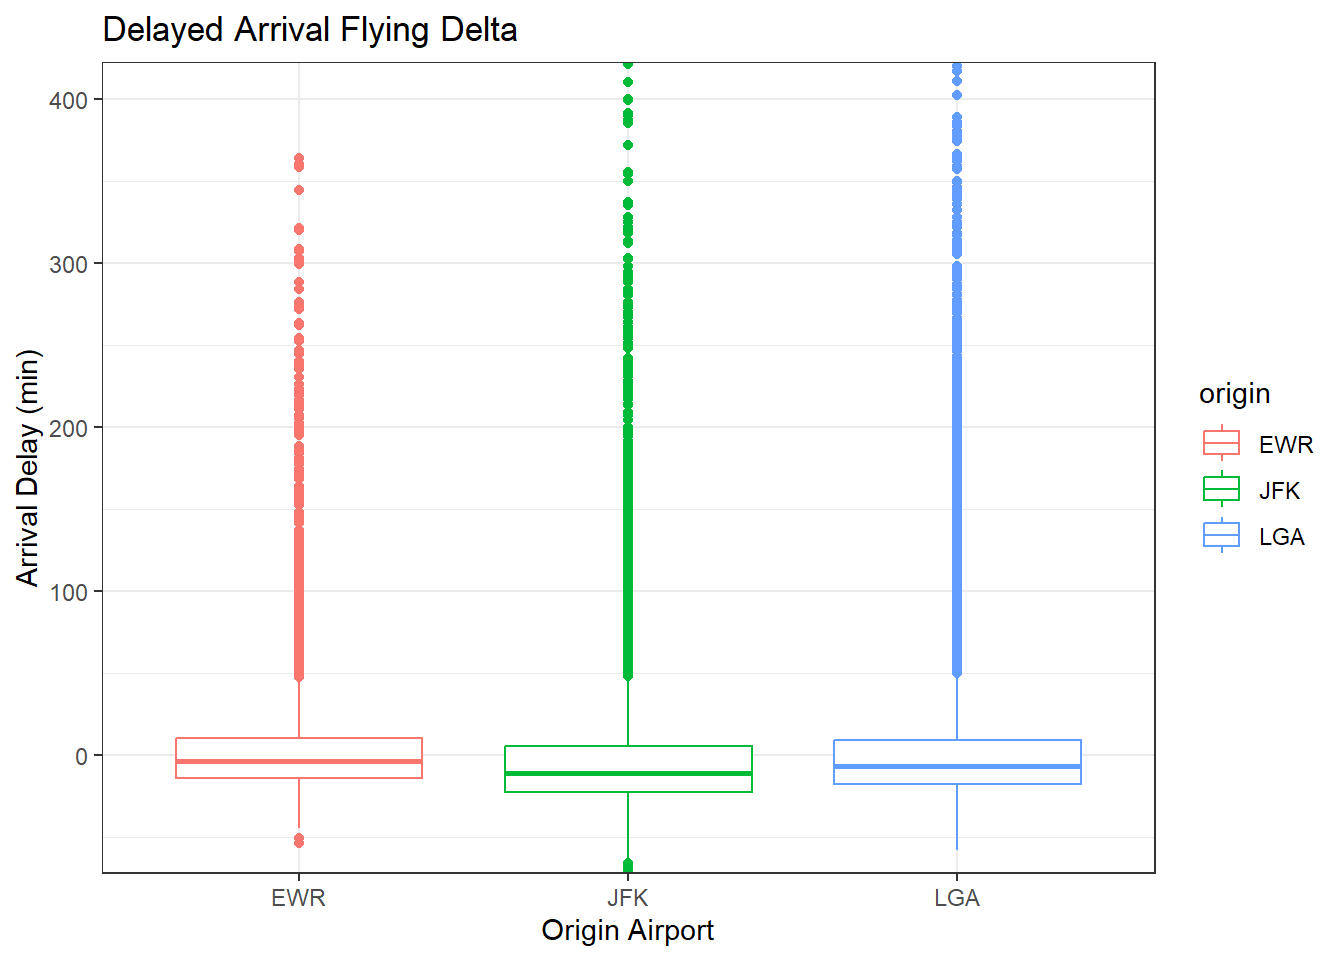 Delayed Arrival Flying Delta
Arrival Delay (min)
400
300
200
100
0
EWR
JFK
LGA
Origin Airport
origin
EWR
JFK
LGA